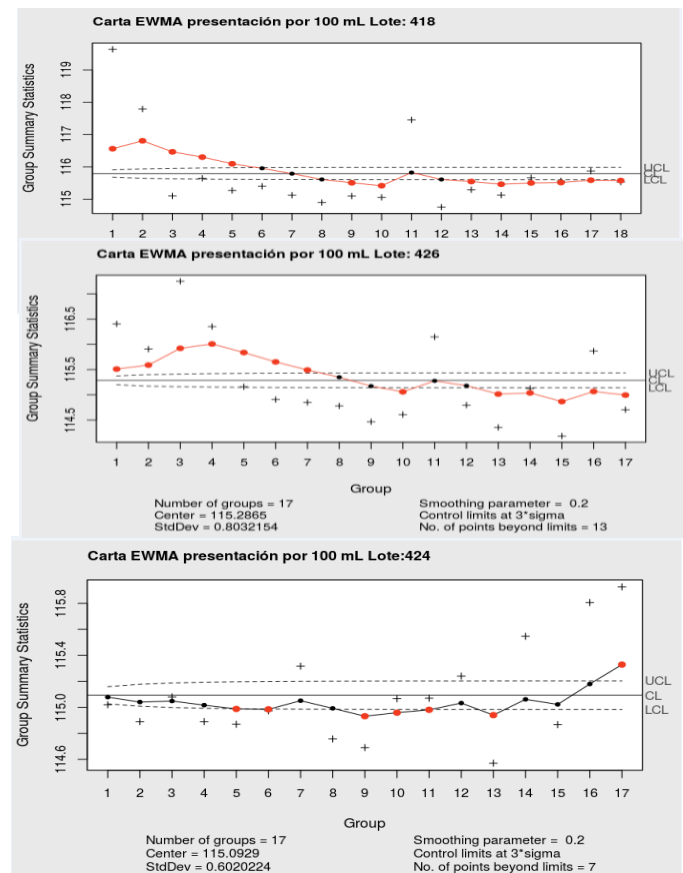 Carta EWMA presentación por 100 mL Lote: 418
Group Summary Statistics
119
118
117
116
115
UCL
CL
LCL
1 2 3 4 5 6 7 8 9 10 11 12 13 14 15 16 17 18
Carta EWMA presentación por 100 mL Lote: 426
Group Summary Statistics
116.5
115.5
114.5
UCL
CL
LCL
1 2 3 4 5 6 7 8 9 10 11 12 13 14 15 16 17
Group
Number of groups = 17 Smoothing parameter = 0.2
Center = 115.2865 Control limits at 3*sigma
StdDev = 0.8032154 No. of points beyond limits = 13
Carta EWMA presentación por 100 mL Lote:424
Group Summary Statistics
115.8
115.4
115.0
114.6
UCL
CL
LCL
1 2 3 4 5 6 7 8 9 10 11 12 13 14 15 16 17
Group
Number of groups = 17 Smoothing parameter = 0.2
Center = 115.0929 Control limits at 3*sigma
StdDev = 0.6020224 No. of points beyond limits = 7